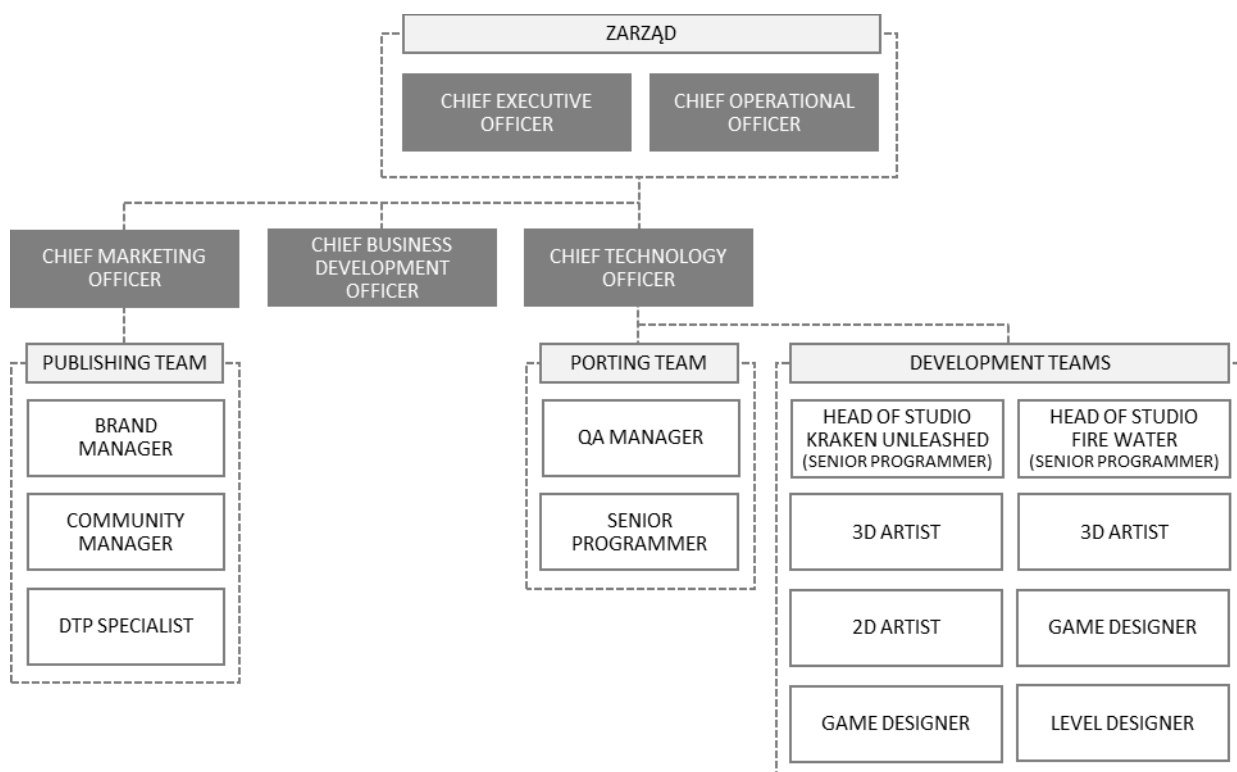 ZARZĄD
CHIEF EXECUTIVE
OFFICER
CHIEF OPERATIONAL
OFFICER
CHIEF MARKETING
OFFICER
CHIEF BUSINESS
DEVELOPMENT
OFFICER
CHIEF TECHNOLOGY
OFFICER
PUBLISHING TEAM
BRAND
MANAGER
COMMUNITY
MANAGER
DTP SPECIALIST
PORTING TEAM
QA MANAGER
SENIOR
PROGRAMMER
DEVELOPMENT TEAMS
HEAD OF STUDIO
KRAKEN UNLEASHED
(SENIOR PROGRAMMER)
3D ARTIST
2D ARTIST
GAME DESIGNER
HEAD OF STUDIO
FIRE WATER
(SENIOR PROGRAMMER)
3D ARTIST
GAME DESIGNER
LEVEL DESIGNER